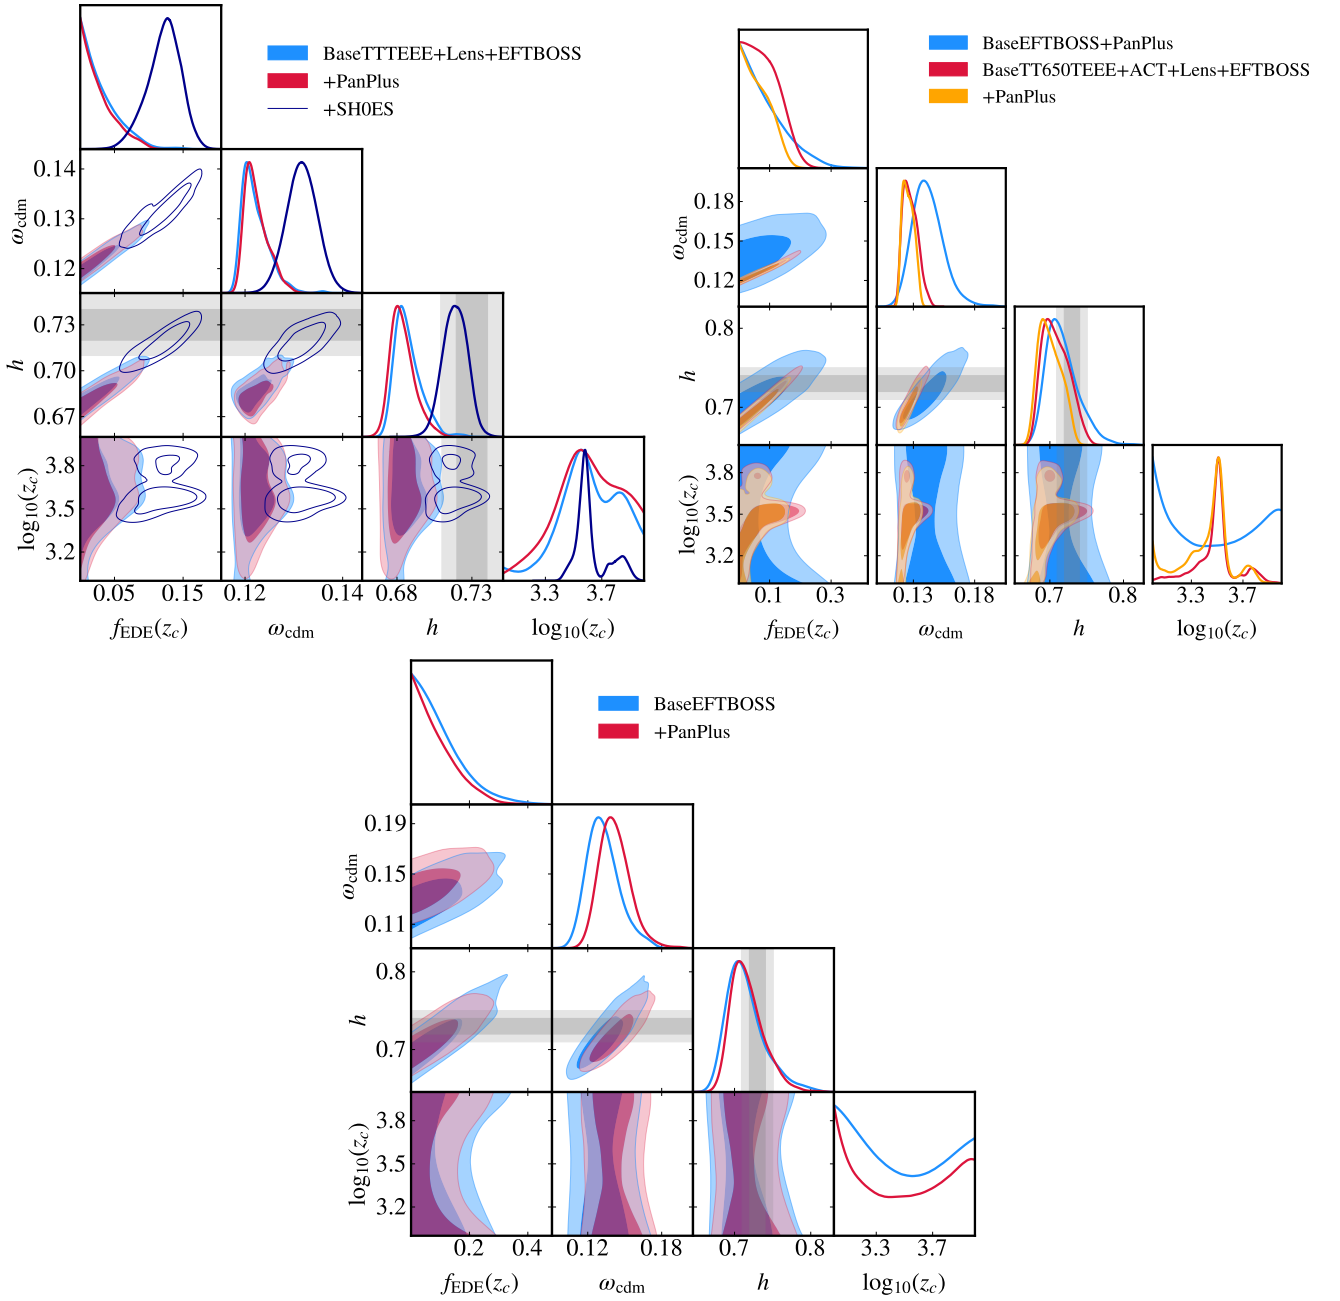 BaseTTTEEE+Lens+EFTBOSS
+PanPlus
+SH0ES
0.14
0.13
0.12
ω_cdm
0.73
0.70
0.67
h
3.8
3.5
3.2
log₁₀(z_c)
0.05 0.15 0.12 0.14 0.68 0.73 3.3 3.7
f_EDE(z_c) ω_cdm h log₁₀(z_c)
BaseEFTBOSS+PanPlus
BaseTT650TEEE+ACT+Lens+EFTBOSS
+PanPlus
0.18
0.15
0.12
ω_cdm
0.8
0.7
h
3.8
3.5
3.2
log₁₀(z_c)
0.1 0.3 0.13 0.18 0.7 0.8 3.3 3.7
f_EDE(z_c) ω_cdm h log₁₀(z_c)
BaseEFTBOSS
+PanPlus
0.19
0.15
0.11
ω_cdm
0.8
0.7
h
3.8
3.5
3.2
log₁₀(z_c)
0.2 0.4 0.12 0.18 0.7 0.8 3.3 3.7
f_EDE(z_c) ω_cdm h log₁₀(z_c)